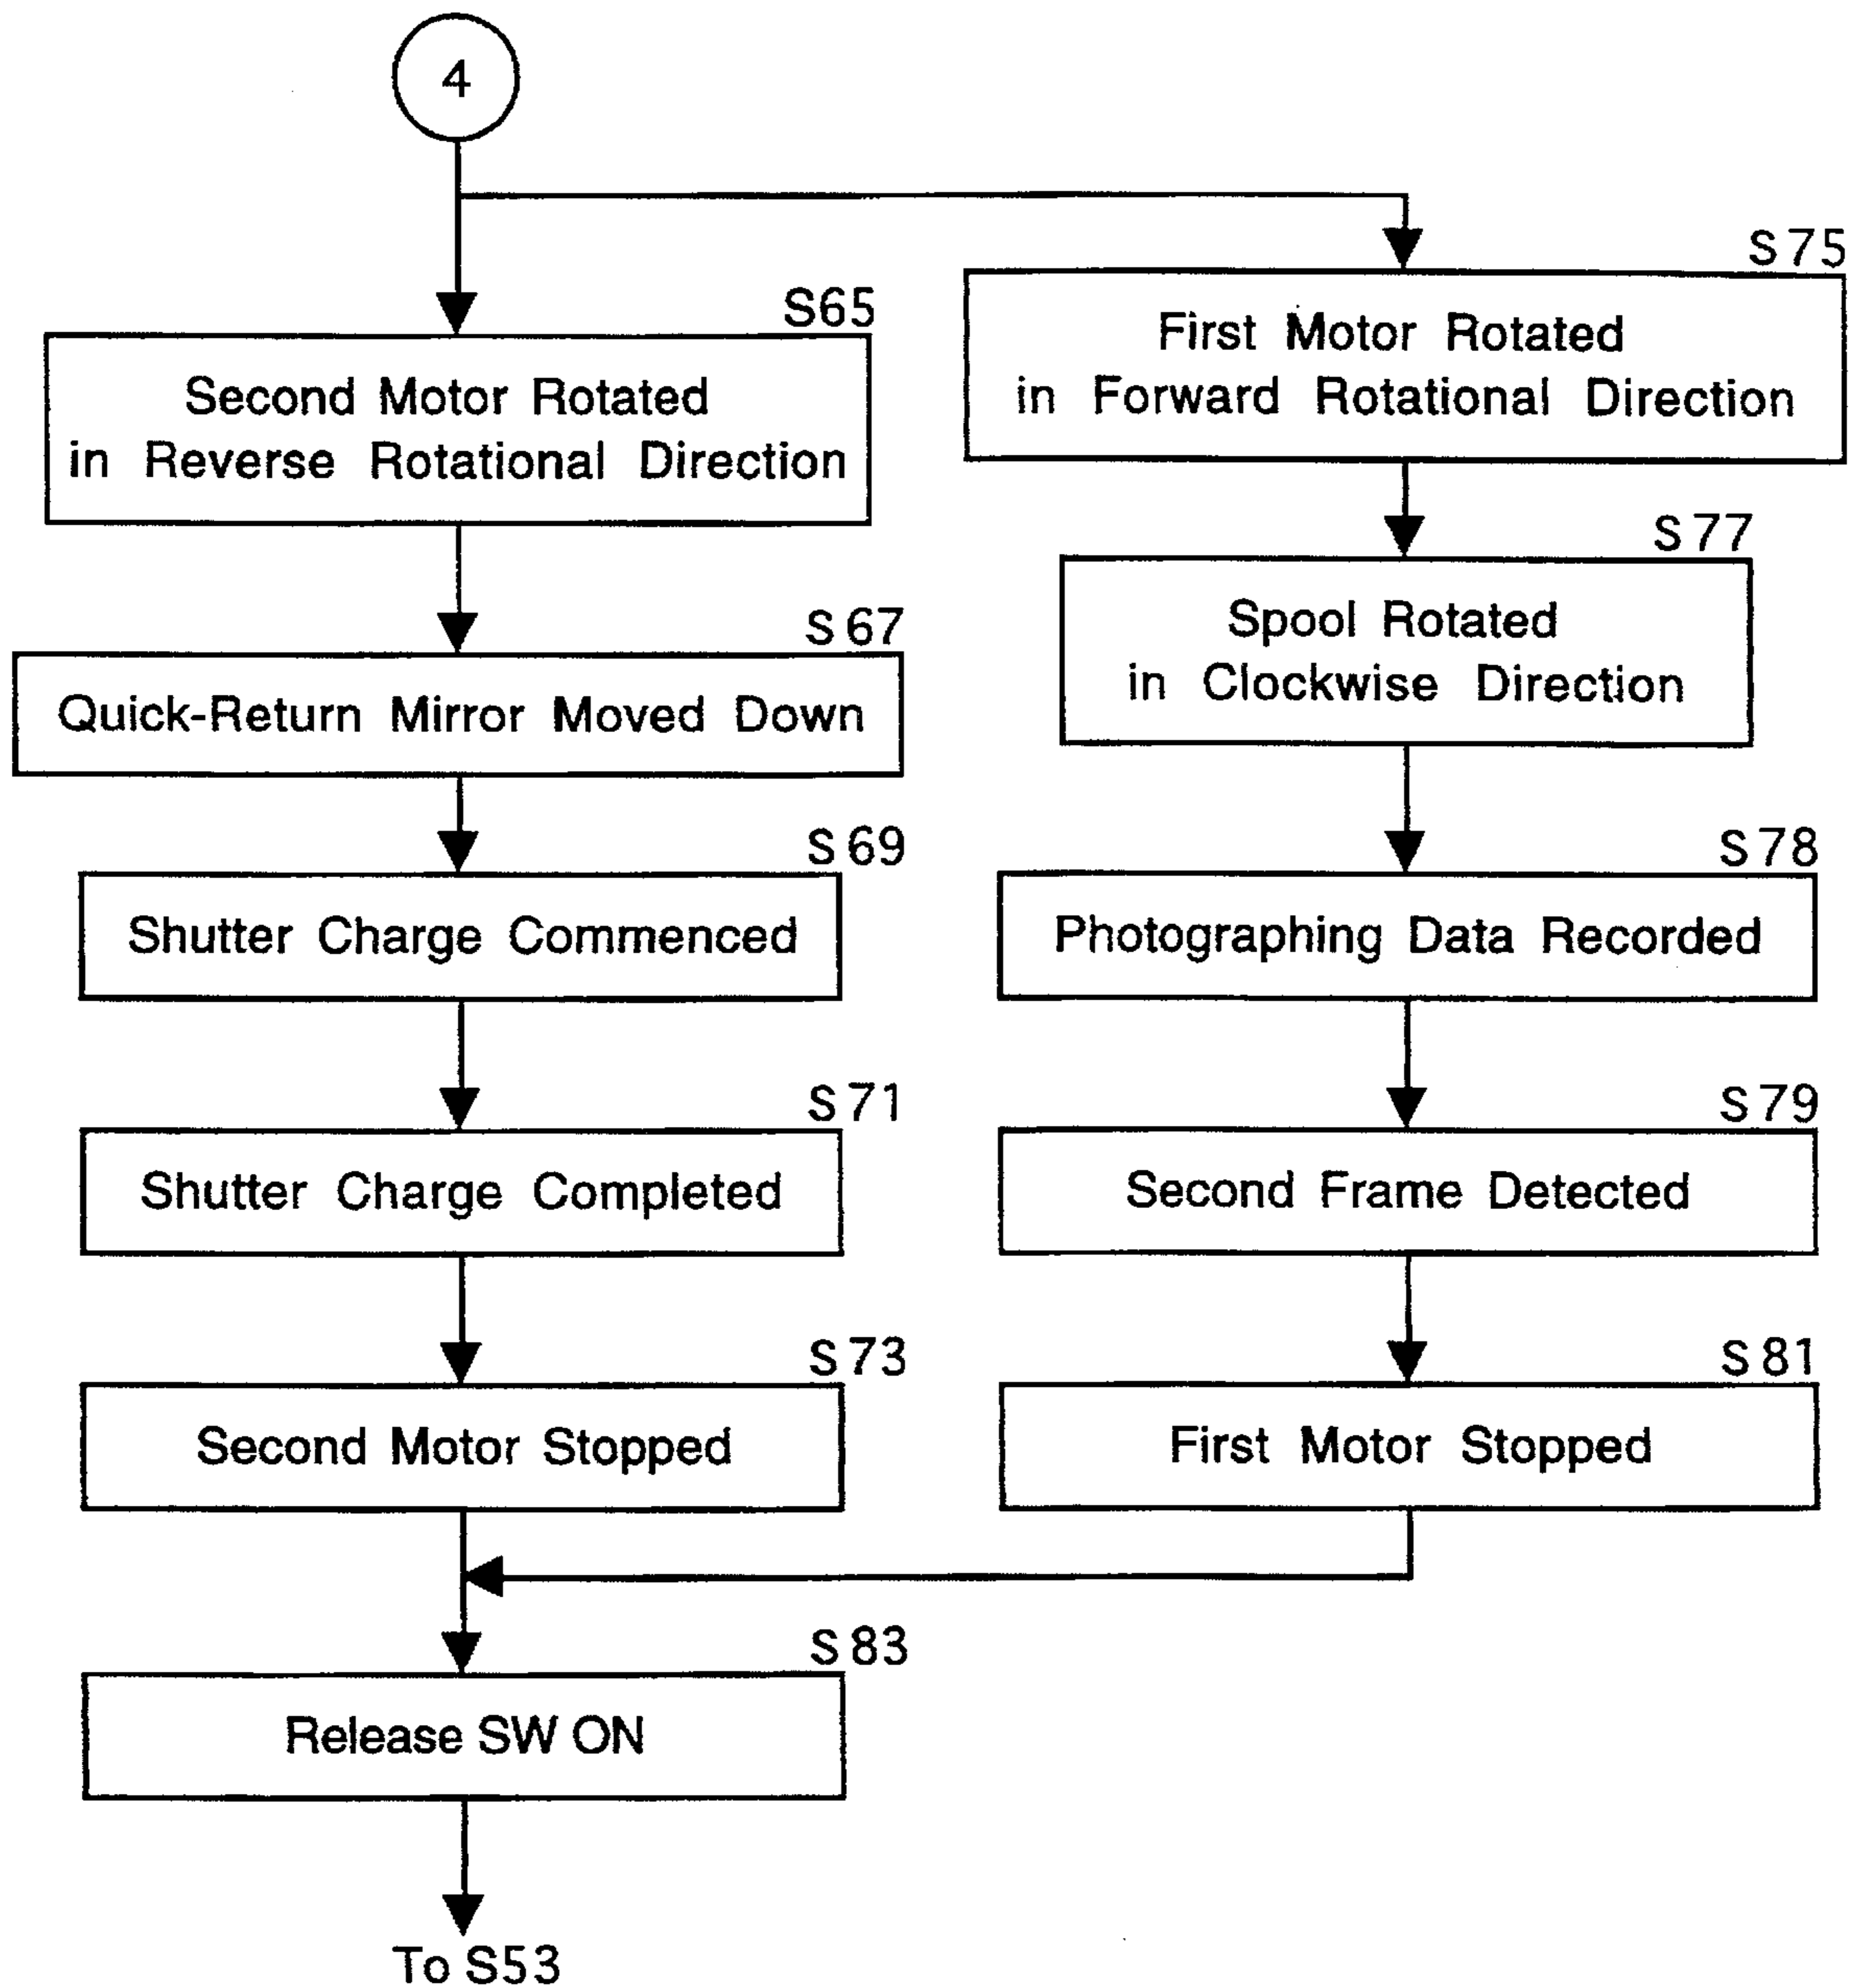 4
S65
Second Motor Rotated
in Reverse Rotational Direction
S67
Quick-Return Mirror Moved Down
S69
Shutter Charge Commenced
S71
Shutter Charge Completed
S73
Second Motor Stopped
S75
First Motor Rotated
in Forward Rotational Direction
S77
Spool Rotated
in Clockwise Direction
S78
Photographing Data Recorded
S79
Second Frame Detected
S81
First Motor Stopped
S83
Release SW ON
To S53